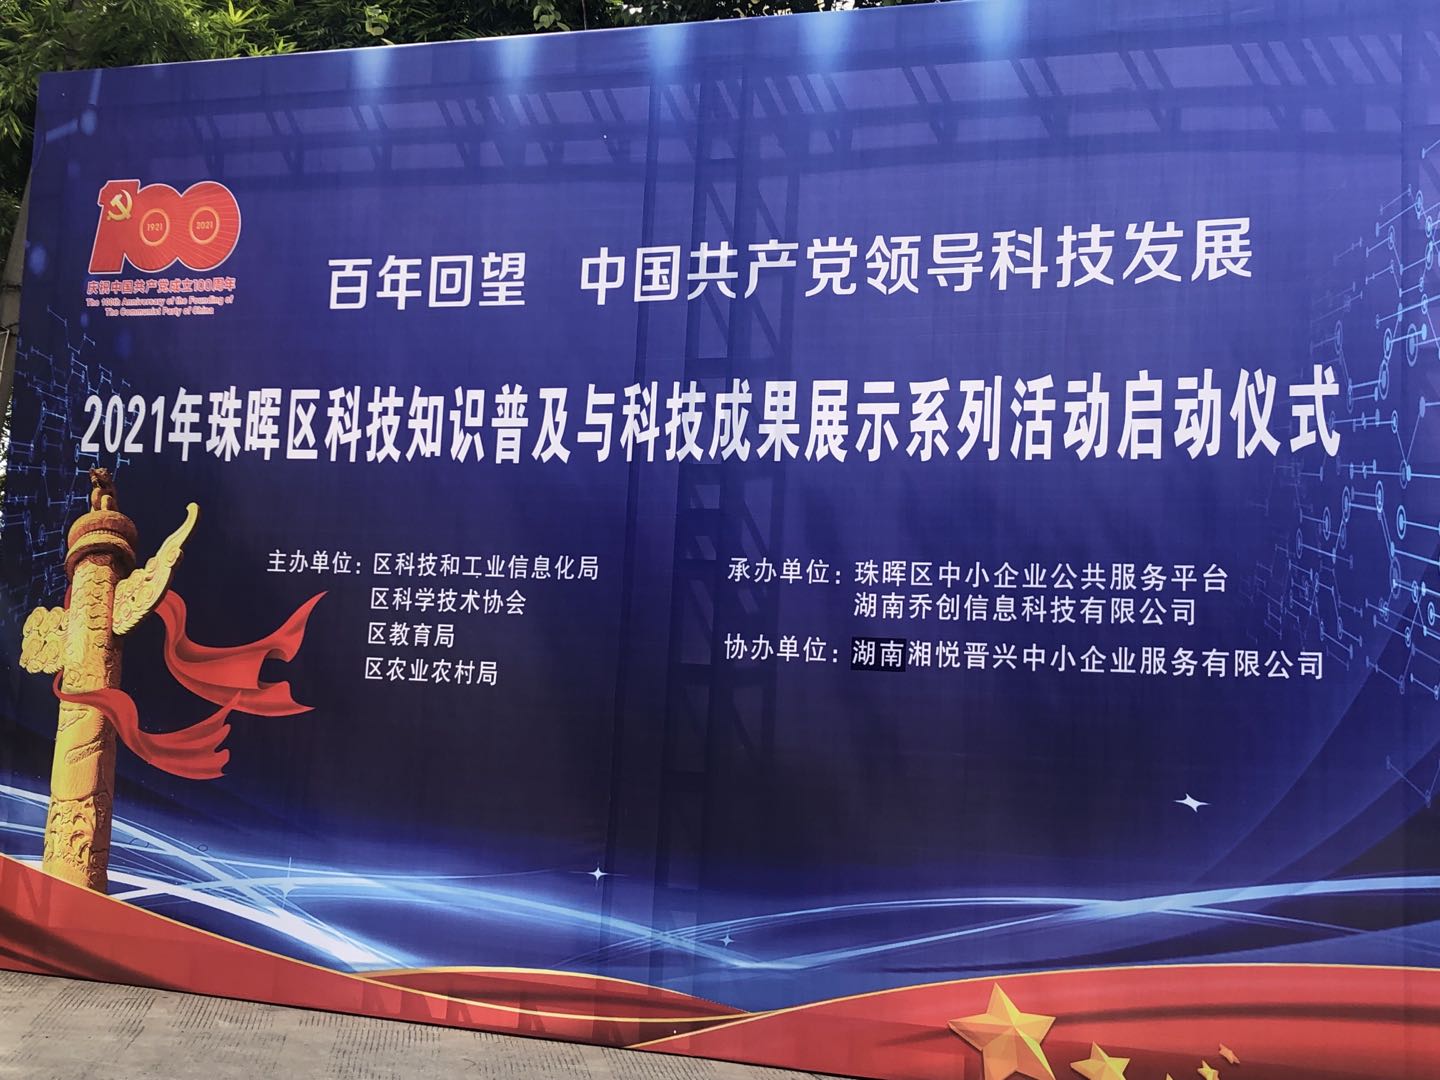 100
1921
2021
庆祝中国共产党成立100周年
The 100th Anniversary of the Founding of
The Communist Party of China
百年回望 中国共产党领导科技发展
2021年珠晖区科技知识普及与科技成果展示系列活动启动仪式
主办单位：区科技和工业信息化局
区科学技术协会
区教育局
区农业农村局
承办单位：珠晖区中小企业公共服务平台
湖南乔创信息科技有限公司
协办单位：湖南湘悦晋兴中小企业服务有限公司